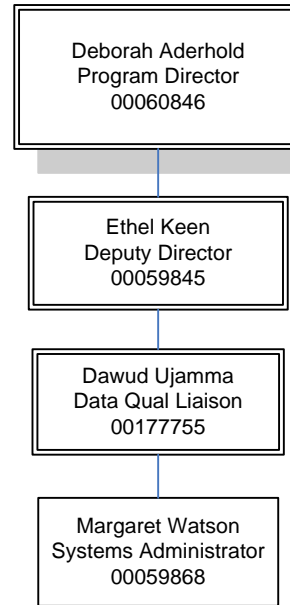 Deborah Aderhold
Program Director
00060846
Ethel Keen
Deputy Director
00059845
Dawud Ujamma
Data Qual Liaison
00177755
Margaret Watson
Systems Administrator
00059868